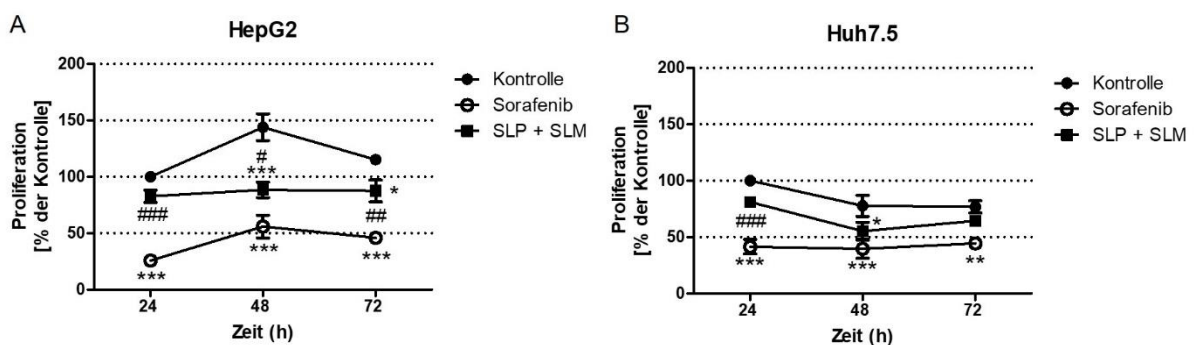 A
HepG2
Proliferation
[% der Kontrolle]
200
150
100
50
0
#
***
*
###
##
***
***
***
24
48
72
Zeit (h)
Kontrolle
Sorafenib
SLP + SLM
B
Huh7.5
Proliferation
[% der Kontrolle]
200
150
100
50
0
###
*
***
***
**
24
48
72
Zeit (h)
Kontrolle
Sorafenib
SLP + SLM